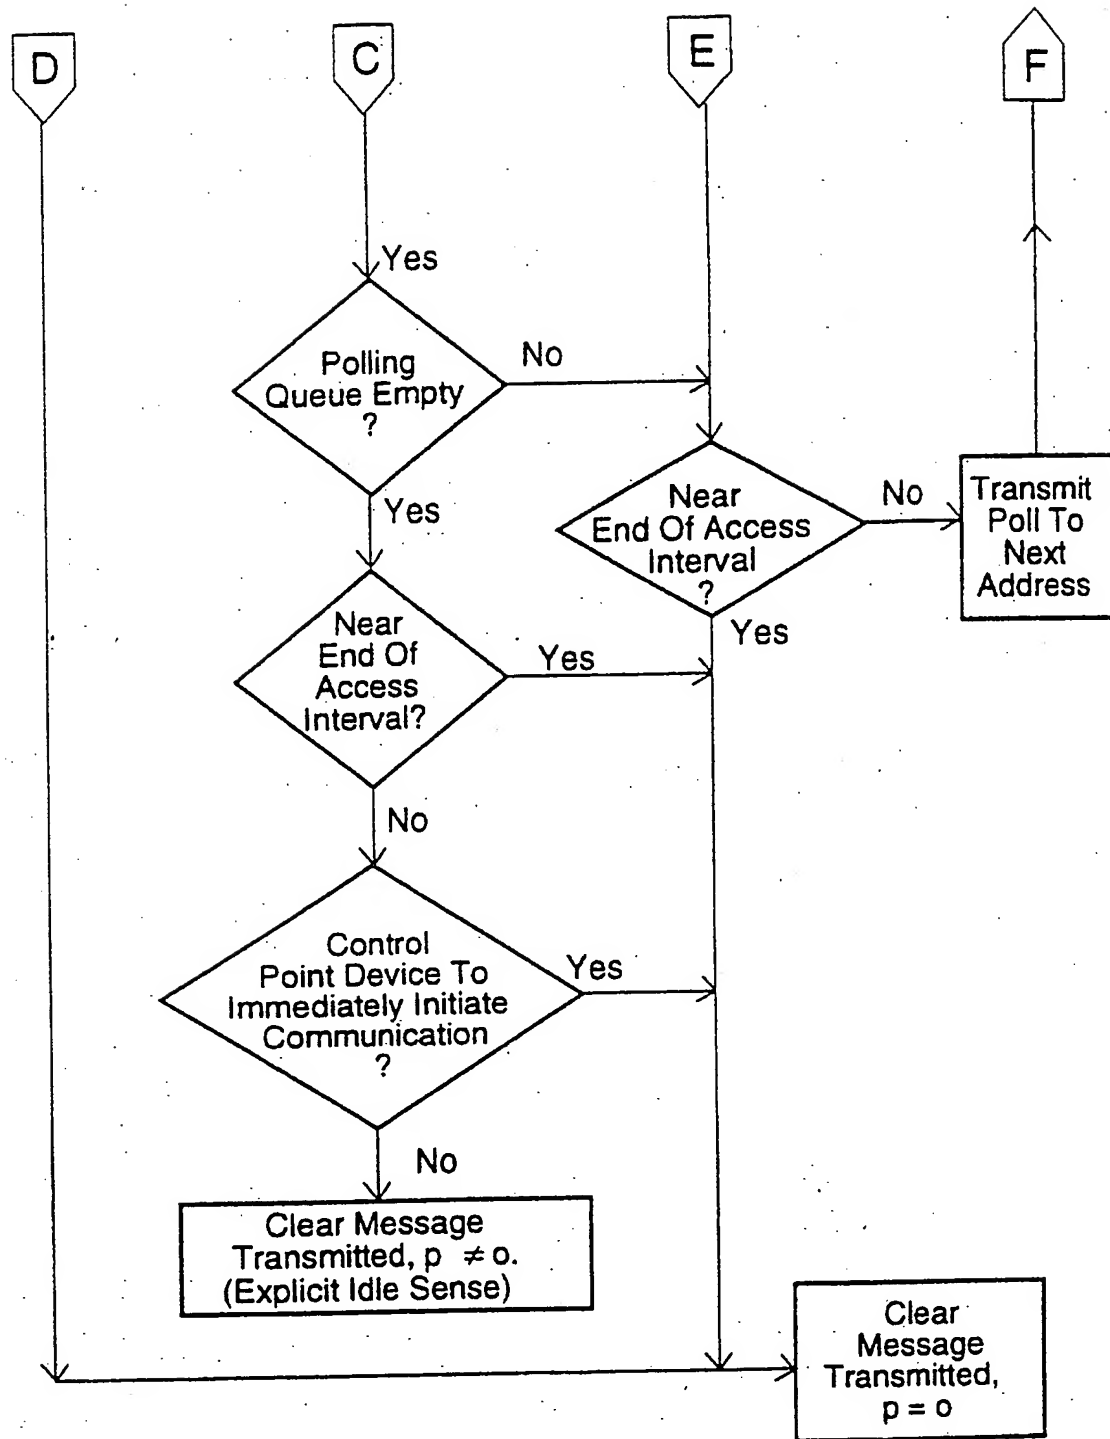 D
C
E
F
Yes
Polling
Queue Empty
?
No
Yes
Near
End Of Access
Interval
?
No
Transmit
Poll To
Next
Address
Yes
Near
End Of
Access
Interval?
Yes
No
Control
Point Device To
Immediately Initiate
Communication
?
Yes
No
Clear Message
Transmitted, p ≠ o.
(Explicit Idle Sense)
Clear
Message
Transmitted,
p = o